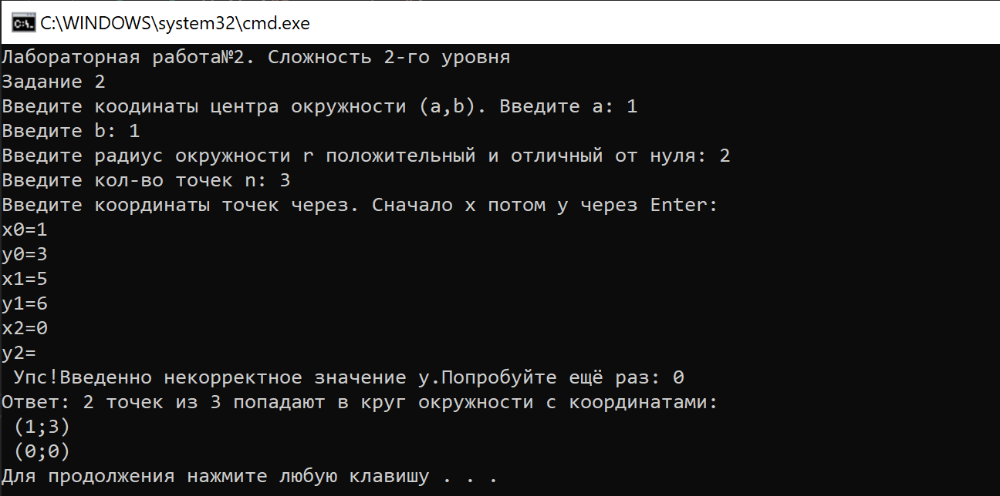 C:\WINDOWS\system32\cmd.exe
Лабораторная работа№2. Сложность 2-го уровня
Задание 2
Введите коодинаты центра окружности (a,b). Введите a: 1
Введите b: 1
Введите радиус окружности r положительный и отличный от нуля: 2
Введите кол-во точек n: 3
Введите координаты точек через. Сначало x потом y через Enter:
x0=1
y0=3
x1=5
y1=6
x2=0
y2=
Упс!Введенно некорректное значение y.Попробуйте ещё раз: 0
Ответ: 2 точек из 3 попадают в круг окружности с координатами:
(1;3)
(0;0)
Для продолжения нажмите любую клавишу . . .